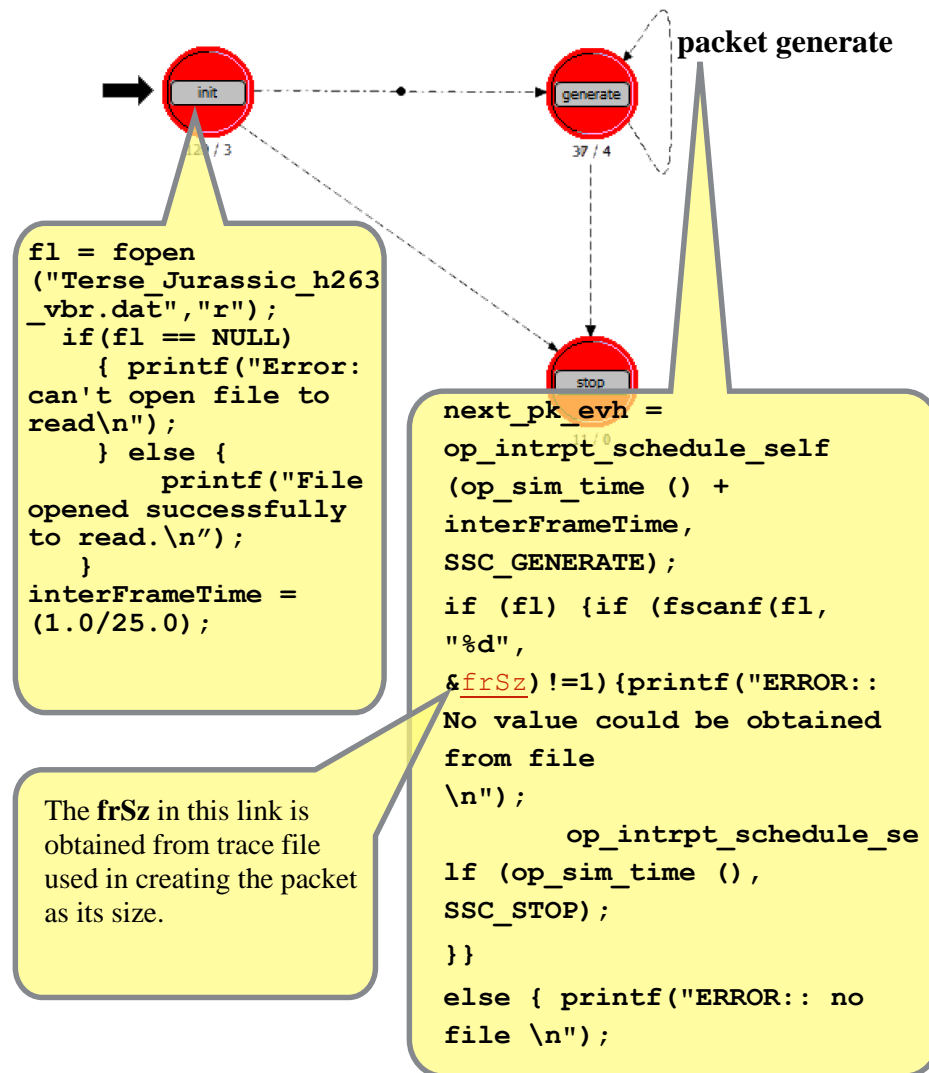 packet generate
init
generate
/ 3
37 / 4
fl = fopen
("Terse_Jurassic_h263
_vbr.dat","r");
if(fl == NULL)
{ printf("Error:
can't open file to
read\n");
} else {
printf("File
opened successfully
to read.\n”);
}
interFrameTime =
(1.0/25.0);
stop
11 / 0
next_pk_evh =
op_intrpt_schedule_self
(op_sim_time () +
interFrameTime,
SSC_GENERATE);
if (fl) {if (fscanf(fl,
"%d",
&frSz)!=1){printf("ERROR::
No value could be obtained
from file
\n");
op_intrpt_schedule_se
lf (op_sim_time (),
SSC_STOP);
}}
else { printf("ERROR:: no
file \n");
The frSz in this link is
obtained from trace file
used in creating the packet
as its size.